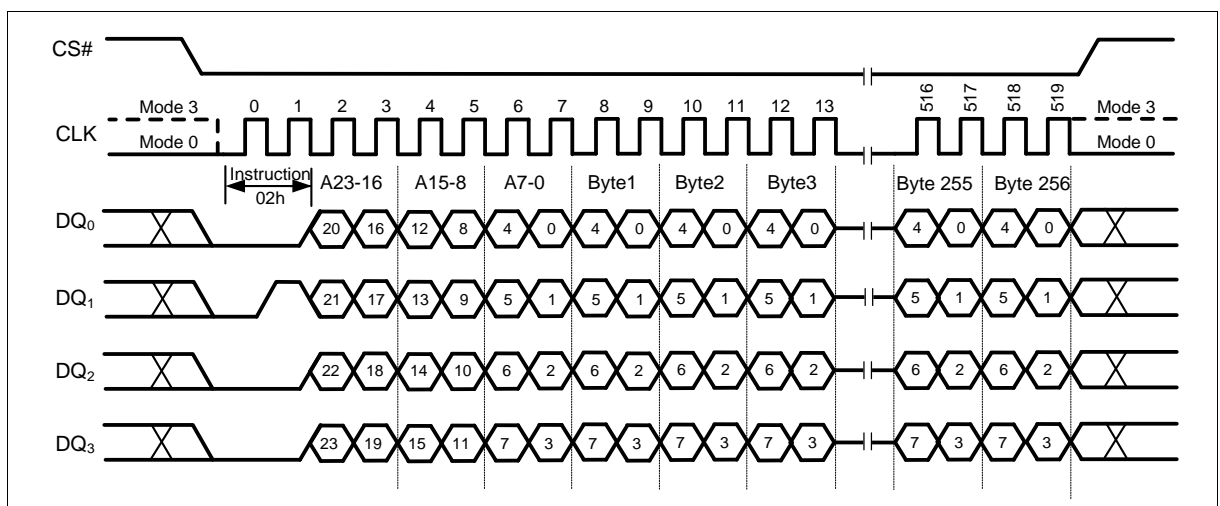 CS#
Mode 3 0 1 2 3 4 5 6 7 8 9 10 11 12 13 516 517 518 519 Mode 3
CLK
Mode 0 Mode 0
Instruction A23-16 A15-8 A7-0 Byte1 Byte2 Byte3 Byte 255 Byte 256
02h
DQ₀ 20 16 12 8 4 0 4 0 4 0 4 0 4 0 4 0
DQ₁ 21 17 13 9 5 1 5 1 5 1 5 1 5 1 5 1
DQ₂ 22 18 14 10 6 2 6 2 6 2 6 2 6 2 6 2
DQ₃ 23 19 15 11 7 3 7 3 7 3 7 3 7 3 7 3